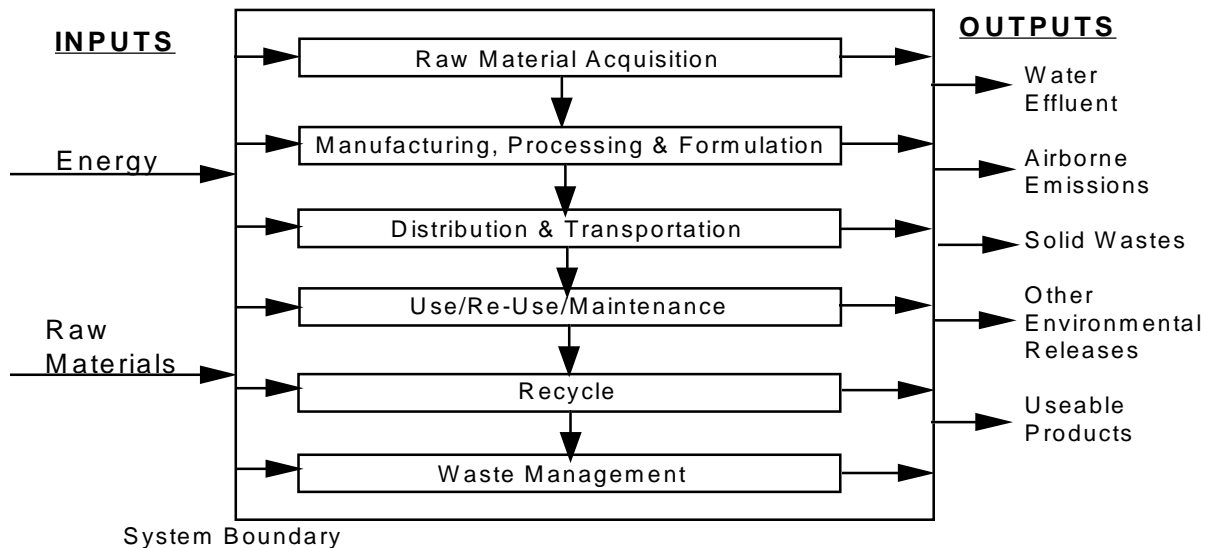 INPUTS
OUTPUTS
Raw Material Acquisition
Water
Effluent
Manufacturing, Processing & Formulation
Energy
Airborne
Emissions
Distribution & Transportation
Solid Wastes
Use/Re-Use/Maintenance
Other
Environmental
Releases
Raw
Materials
Recycle
Useable
Products
Waste Management
System Boundary